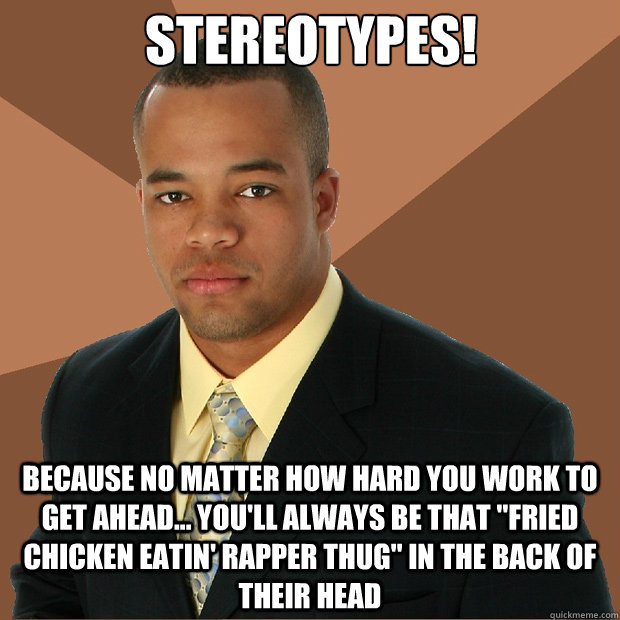 STEREOTYPES!
BECAUSE NO MATTER HOW HARD YOU WORK TO
GET AHEAD... YOU'LL ALWAYS BE THAT "FRIED
CHICKEN EATIN' RAPPER THUG" IN THE BACK OF
THEIR HEAD
quickmeme.com